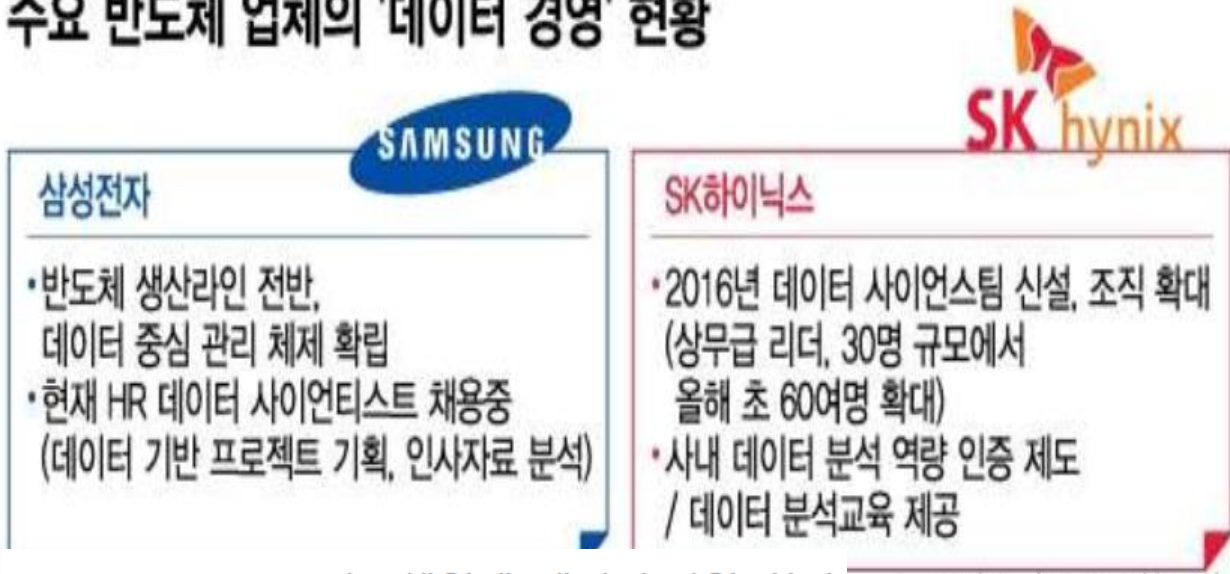 주요 반도체 업체의 '데이터 경영' 현황
SAMSUNG
삼성전자
·반도체 생산라인 전반,
데이터 중심 관리 체제 확립
·현재 HR 데이터 사이언티스트 채용중
(데이터 기반 프로젝트 기획, 인사자료 분석)
SK hynix
SK하이닉스
·2016년 데이터 사이언스팀 신설, 조직 확대
(상무급 리더, 30명 규모에서
올해 초 60여명 확대)
·사내 데이터 분석 역량 인증 제도
/ 데이터 분석교육 제공